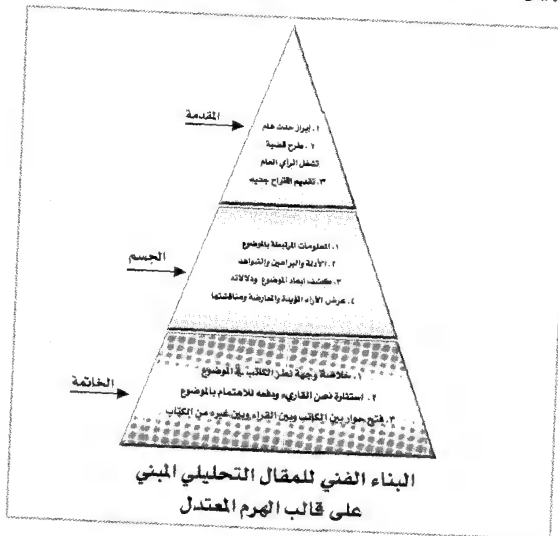 المقدمة
١. إبراز حدث هام
٢. طرح قضية
تشغل الرأي العام
٣. تقديم اقتراح جديد
الجسم
١. المعلومات المرتبطة بالموضوع
٢. الأدلة والبراهين والشواهد
٣. كشف أبعاد الموضوع ودلالاته
٤. عرض الآراء المؤيدة والمعارضة ومناقشتها
الخاتمة
١. خلاصة وجهة نظر الكاتب في الموضوع
٢. استثارة ذهن القارىء ودفعه للاهتمام بالموضوع
٣. فتح حوار بين الكاتب وبين القراء وبين غيره من الكتاب
البناء الفني للمقال التحليلي المبني
على قالب الهرم المعتدل